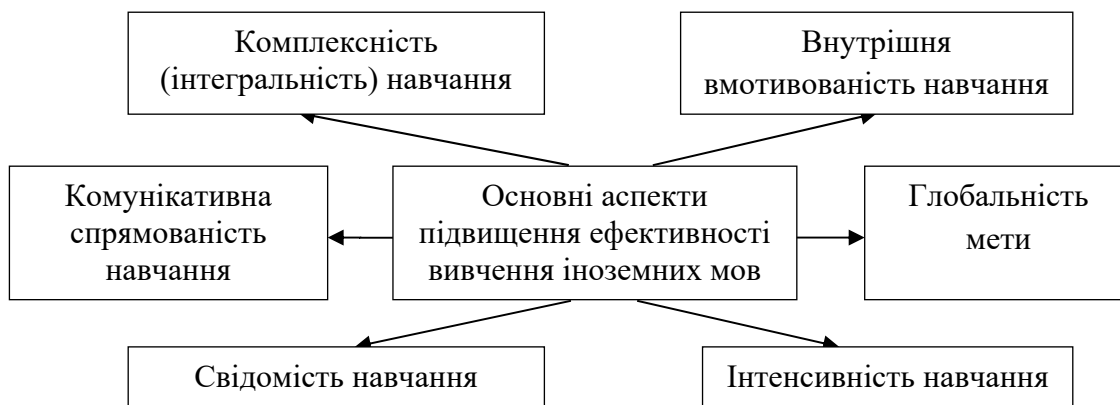 Комплексність
(інтегральність) навчання
Внутрішня
вмотивованість навчання
Комунікативна
спрямованість
навчання
Основні аспекти
підвищення ефективності
вивчення іноземних мов
Глобальність
мети
Свідомість навчання
Інтенсивність навчання